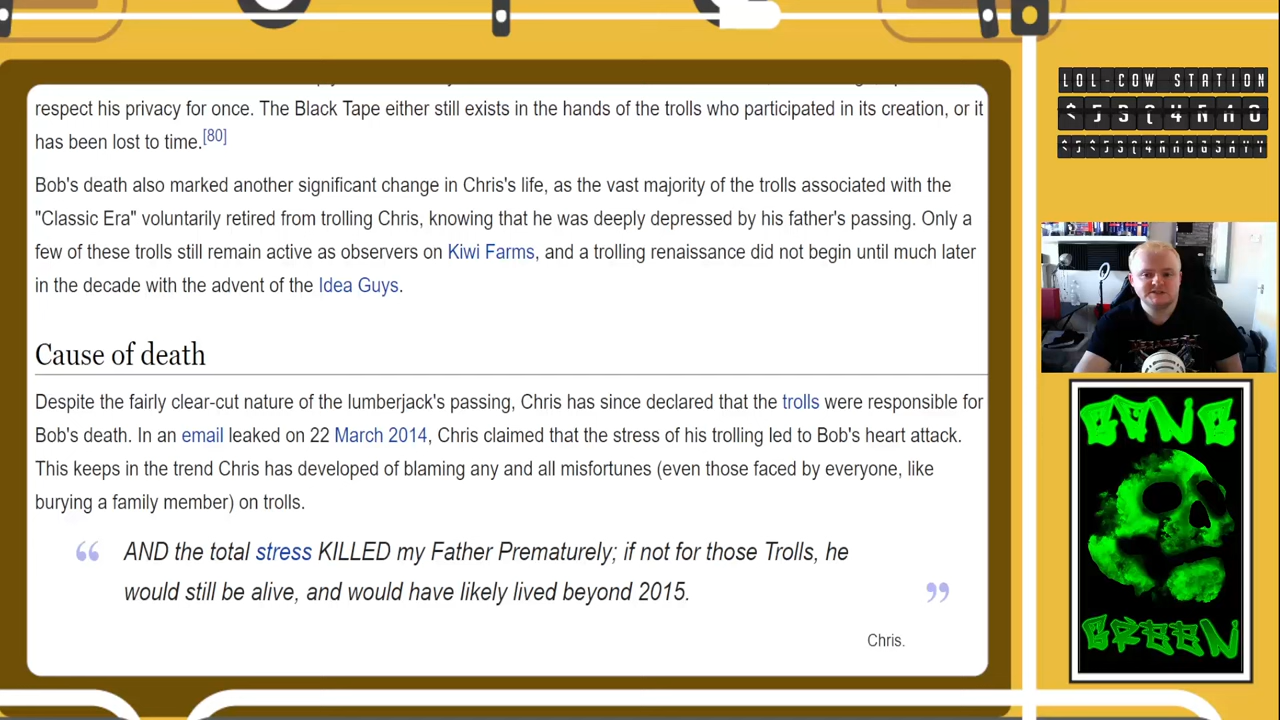 respect his privacy for once. The Black Tape either still exists in the hands of the trolls who participated in its creation, or it
has been lost to time.[80]
Bob's death also marked another significant change in Chris's life, as the vast majority of the trolls associated with the
"Classic Era" voluntarily retired from trolling Chris, knowing that he was deeply depressed by his father's passing. Only a
few of these trolls still remain active as observers on Kiwi Farms, and a trolling renaissance did not begin until much later
in the decade with the advent of the Idea Guys.
Cause of death
Despite the fairly clear-cut nature of the lumberjack's passing, Chris has since declared that the trolls were responsible for
Bob's death. In an email leaked on 22 March 2014, Chris claimed that the stress of his trolling led to Bob's heart attack.
This keeps in the trend Chris has developed of blaming any and all misfortunes (even those faced by everyone, like
burying a family member) on trolls.
“ AND the total stress KILLED my Father Prematurely; if not for those Trolls, he
would still be alive, and would have likely lived beyond 2015. ”
Chris.
LOL-COW STATION
GREEN